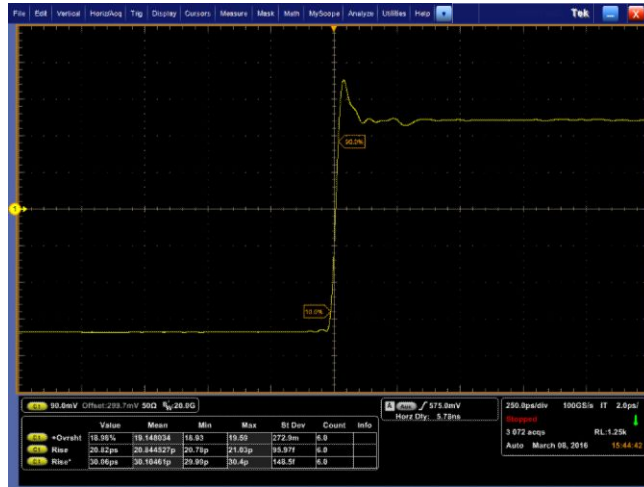 File Edit Vertical Horiz/Acq Trig Display Cursors Measure Mask Math MyScope Analyze Utilities Help Tek X
90.0%
1
10.0%
C1 90.0mV Offset:293.7mV 50Ω BW:20.0G
A Aux 575.0mV
Horz Dly: 5.73ns
250.0ps/div 100GS/s IT 2.0ps/
Stopped
3 072 acqs RL:1.25k
Auto March 08, 2016 15:44:42
Value Mean Min Max St Dev Count Info
C1 +Ovrsht 18.98% 19.148034 18.93 19.59 272.9m 6.0
C1 Rise 20.82ps 20.844527p 20.78p 21.03p 95.97f 6.0
C1 Rise* 30.06ps 30.16461p 29.99p 30.4p 148.5f 6.0